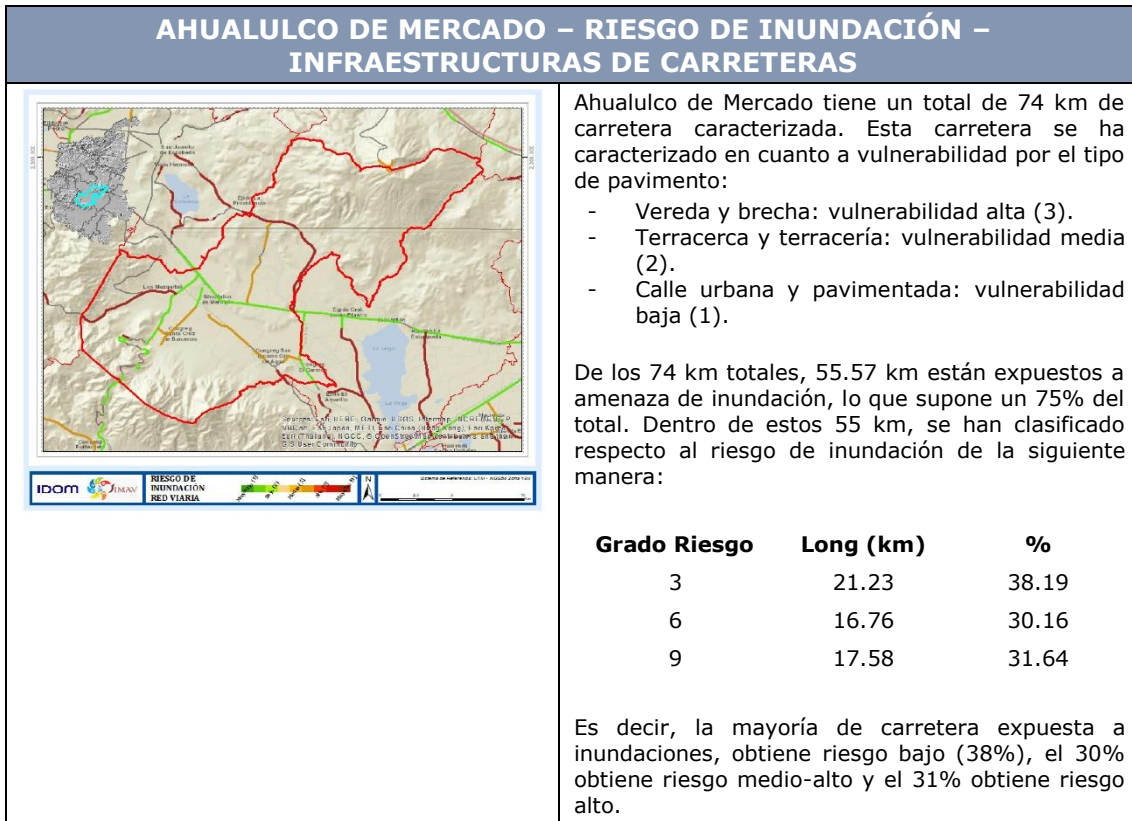 AHUALULCO DE MERCADO – RIESGO DE INUNDACIÓN –
INFRAESTRUCTURAS DE CARRETERAS
Ahualulco de Mercado tiene un total de 74 km de
carretera caracterizada. Esta carretera se ha
caracterizado en cuanto a vulnerabilidad por el tipo
de pavimento:
- Vereda y brecha: vulnerabilidad alta (3).
- Terracerca y terracería: vulnerabilidad media
(2).
- Calle urbana y pavimentada: vulnerabilidad
baja (1).
De los 74 km totales, 55.57 km están expuestos a
amenaza de inundación, lo que supone un 75% del
total. Dentro de estos 55 km, se han clasificado
respecto al riesgo de inundación de la siguiente
manera:
Grado Riesgo Long (km) %
3 21.23 38.19
6 16.76 30.16
9 17.58 31.64
Es decir, la mayoría de carretera expuesta a
inundaciones, obtiene riesgo bajo (38%), el 30%
obtiene riesgo medio-alto y el 31% obtiene riesgo
alto.
Ahualulco
de Mercado
IDOM
RIESGO DE
INUNDACIÓN
RED VIARIA
N